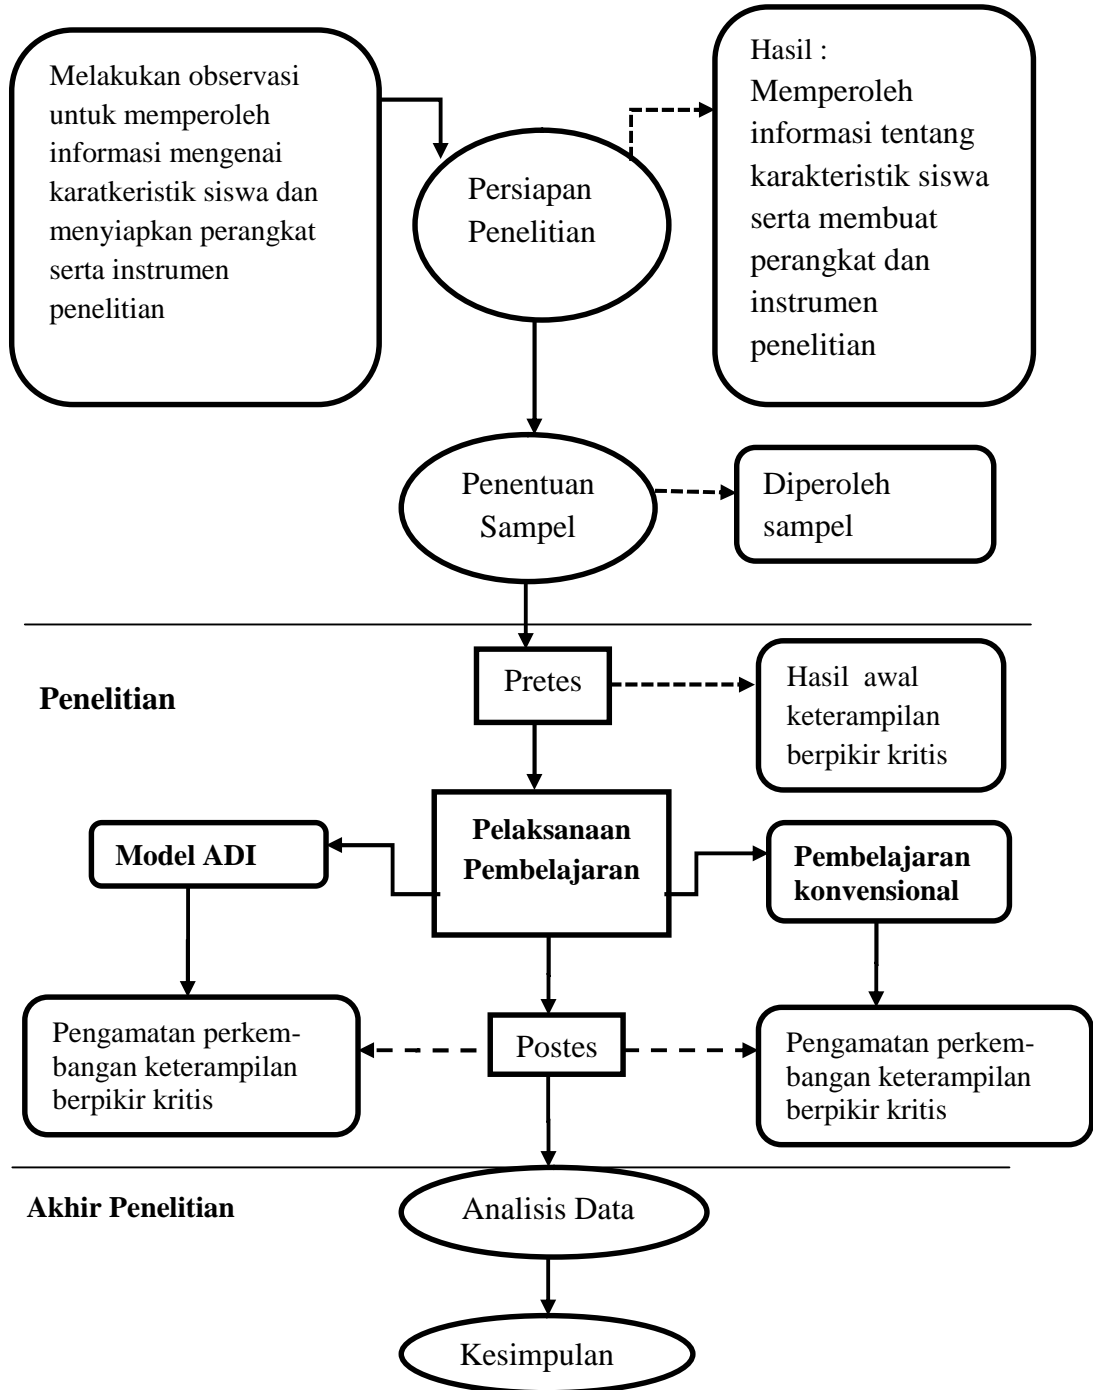 Melakukan observasi
untuk memperoleh
informasi mengenai
karatkeristik siswa dan
menyiapkan perangkat
serta instrumen
penelitian
Persiapan
Penelitian
Hasil :
Memperoleh
informasi tentang
karakteristik siswa
serta membuat
perangkat dan
instrumen
penelitian
Penentuan
Sampel
Diperoleh
sampel
Penelitian
Pretes
Hasil awal
keterampilan
berpikir kritis
Model ADI
Pelaksanaan
Pembelajaran
Pembelajaran
konvensional
Pengamatan perkem-
bangan keterampilan
berpikir kritis
Postes
Pengamatan perkem-
bangan keterampilan
berpikir kritis
Akhir Penelitian
Analisis Data
Kesimpulan